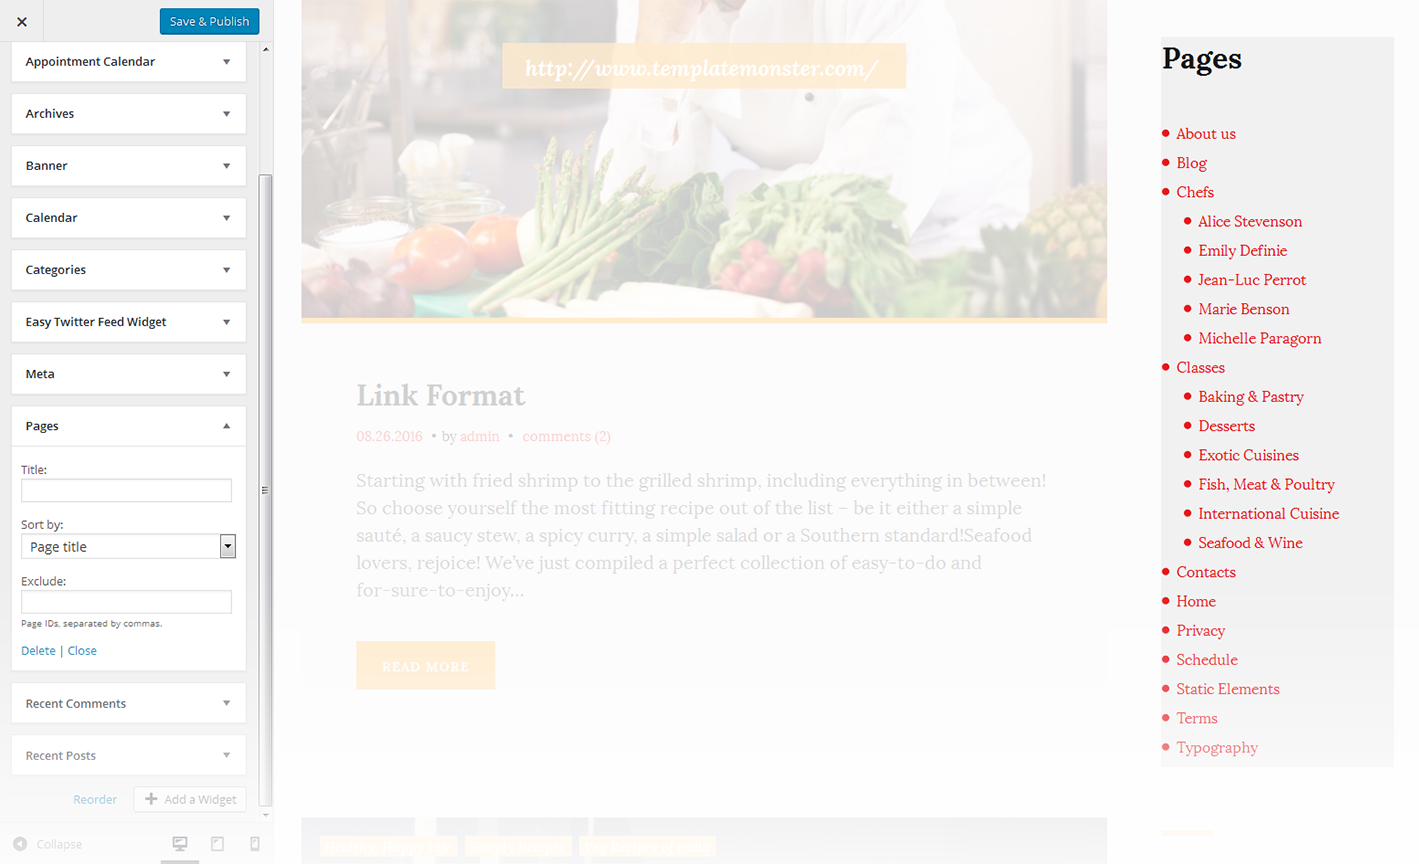 Save & Publish
Appointment Calendar
Archives
Banner
Calendar
Categories
Easy Twitter Feed Widget
Meta
Pages
Title:
Sort by:
Page title
Exclude:
Page IDs, separated by commas.
Delete | Close
Recent Comments
Recent Posts
Reorder
Add a Widget
Collapse
http://www.templatemonster.com/
Link Format
08.26.2016 • by admin • comments (2)
Starting with fried shrimp to the grilled shrimp, including everything in between!
So choose yourself the most fitting recipe out of the list – be it either a simple
sauté, a saucy stew, a spicy curry, a simple salad or a Southern standard!Seafood
lovers, rejoice! We've just compiled a perfect collection of easy-to-do and
for-sure-to-enjoy...
READ MORE
Pages
About us
Blog
Chefs
Alice Stevenson
Emily Definie
Jean-Luc Perrot
Marie Benson
Michelle Paragorn
Classes
Baking & Pastry
Desserts
Exotic Cuisines
Fish, Meat & Poultry
International Cuisine
Seafood & Wine
Contacts
Home
Privacy
Schedule
Static Elements
Terms
Typography